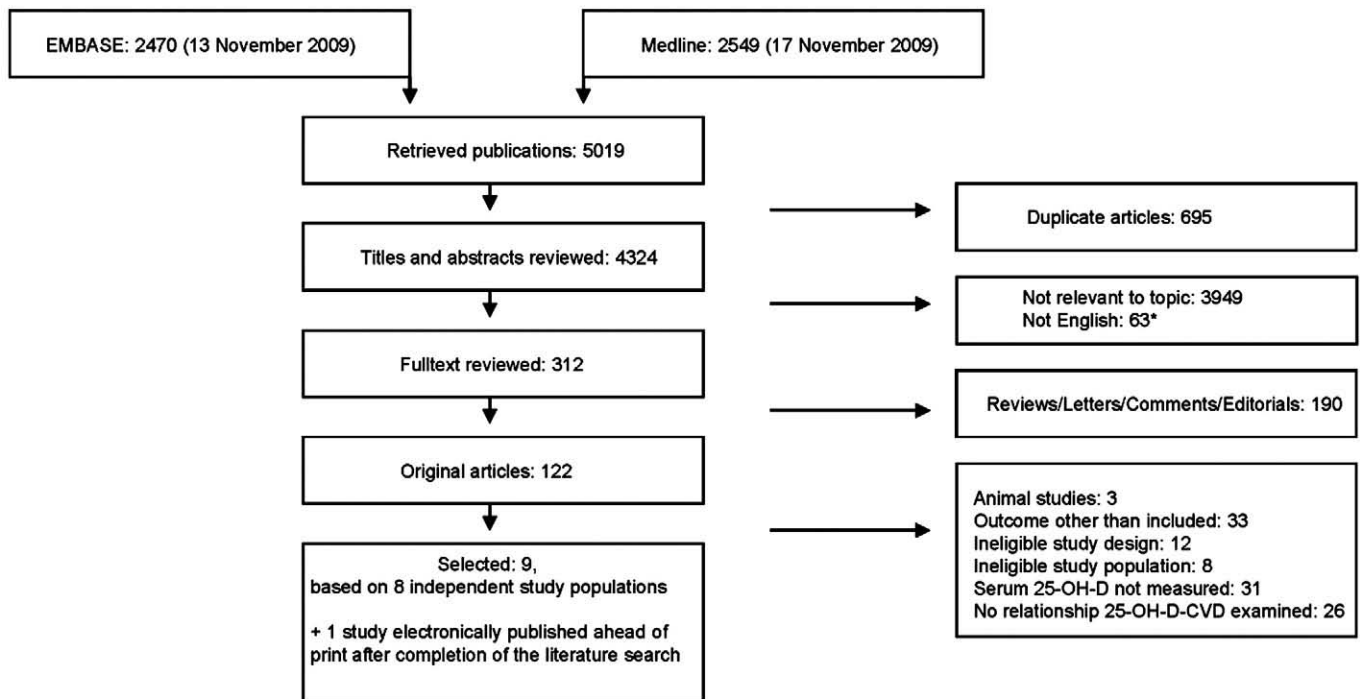 EMBASE: 2470 (13 November 2009)
Medline: 2549 (17 November 2009)
Retrieved publications: 5019
Duplicate articles: 695
Titles and abstracts reviewed: 4324
Not relevant to topic: 3949
Not English: 63*
Fulltext reviewed: 312
Reviews/Letters/Comments/Editorials: 190
Original articles: 122
Animal studies: 3
Outcome other than included: 33
Ineligible study design: 12
Ineligible study population: 8
Serum 25-OH-D not measured: 31
No relationship 25-OH-D-CVD examined: 26
Selected: 9,
based on 8 independent study populations
+ 1 study electronically published ahead of
print after completion of the literature search